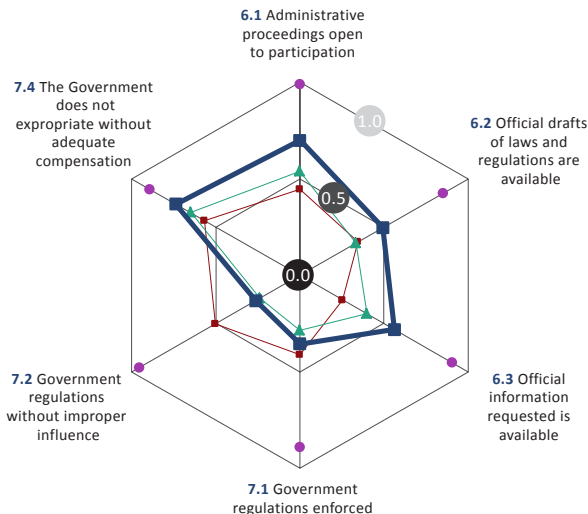 6.1 Administrative
proceedings open
to participation
7.4 The Government
does not
expropriate without
adequate
compensation
1.0
6.2 Official drafts
of laws and
regulations are
available
0.5
0.0
7.2 Government
regulations
without improper
influence
6.3 Official
information
requested is
available
7.1 Government
regulations enforced